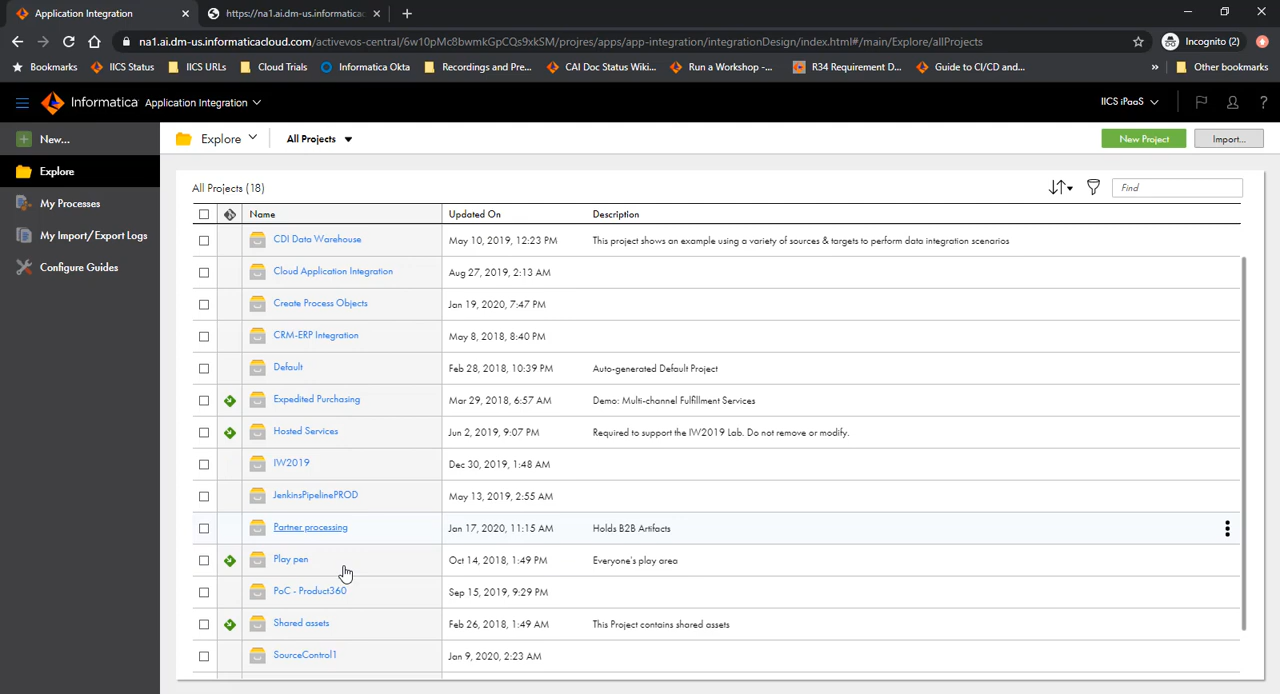 Application Integration
https://na1.ai.dm-us.informaticac
na1.ai.dm-us.informaticacloud.com/activevos-central/6w10pMc8bwmkGpCQs9xkSM/projres/apps/app-integration/integrationDesign/index.html#/main/Explore/allProjects
Incognito (2)
Bookmarks
IICS Status
IICS URLs
Cloud Trials
Informatica Okta
Recordings and Pre...
CAI Doc Status Wiki...
Run a Workshop -...
R34 Requirement D...
Guide to CI/CD and...
»
Other bookmarks
Informatica Application Integration
IICS iPaaS
?
New...
Explore
My Processes
My Import/Export Logs
Configure Guides
Explore
All Projects
New Project
Import...
All Projects (18)
Find
Name Updated On Description
CDI Data Warehouse May 10, 2019, 12:23 PM This project shows an example using a variety of sources & targets to perform data integration scenarios
Cloud Application Integration Aug 27, 2019, 2:13 AM
Create Process Objects Jan 19, 2020, 7:47 PM
CRM-ERP Integration May 8, 2018, 8:40 PM
Default Feb 28, 2018, 10:39 PM Auto-generated Default Project
Expedited Purchasing Mar 29, 2018, 6:57 AM Demo: Multi-channel Fulfillment Services
Hosted Services Jun 2, 2019, 9:07 PM Required to support the IW2019 Lab. Do not remove or modify.
IW2019 Dec 30, 2019, 1:48 AM
JenkinsPipelinePROD May 13, 2019, 2:55 AM
Partner processing Jan 17, 2020, 11:15 AM Holds B2B Artifacts
Play pen Oct 14, 2018, 1:49 PM Everyone's play area
PoC - Product360 Sep 15, 2019, 9:29 PM
Shared assets Feb 26, 2018, 1:49 AM This Project contains shared assets
SourceControl1 Jan 9, 2020, 2:23 AM